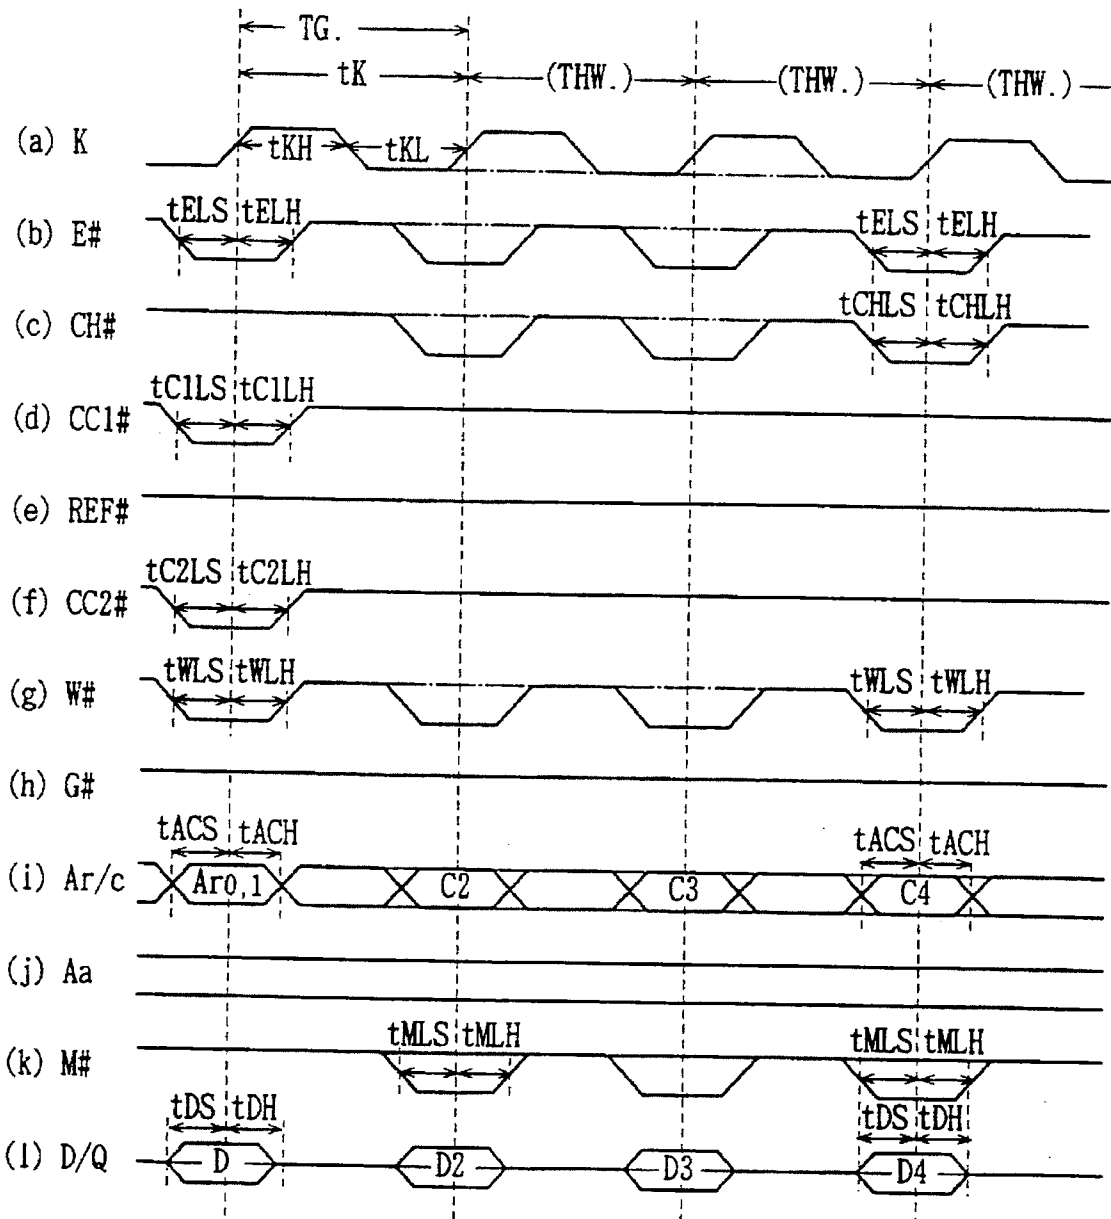 TG.
tK (THW.) (THW.) (THW.)
(a) K tKH tKL
(b) E# tELS tELH tELS tELH
(c) CH# tCHLS tCHLH
(d) CC1# tC1LS tC1LH
(e) REF#
(f) CC2# tC2LS tC2LH
(g) W# tWLS tWLH tWLS tWLH
(h) G#
tACS tACH tACS tACH
(i) Ar/c Ar0,1 C2 C3 C4
(j) Aa
(k) M# tMLS tMLH tMLS tMLH
tDS tDH tDS tDH
(l) D/Q D D2 D3 D4